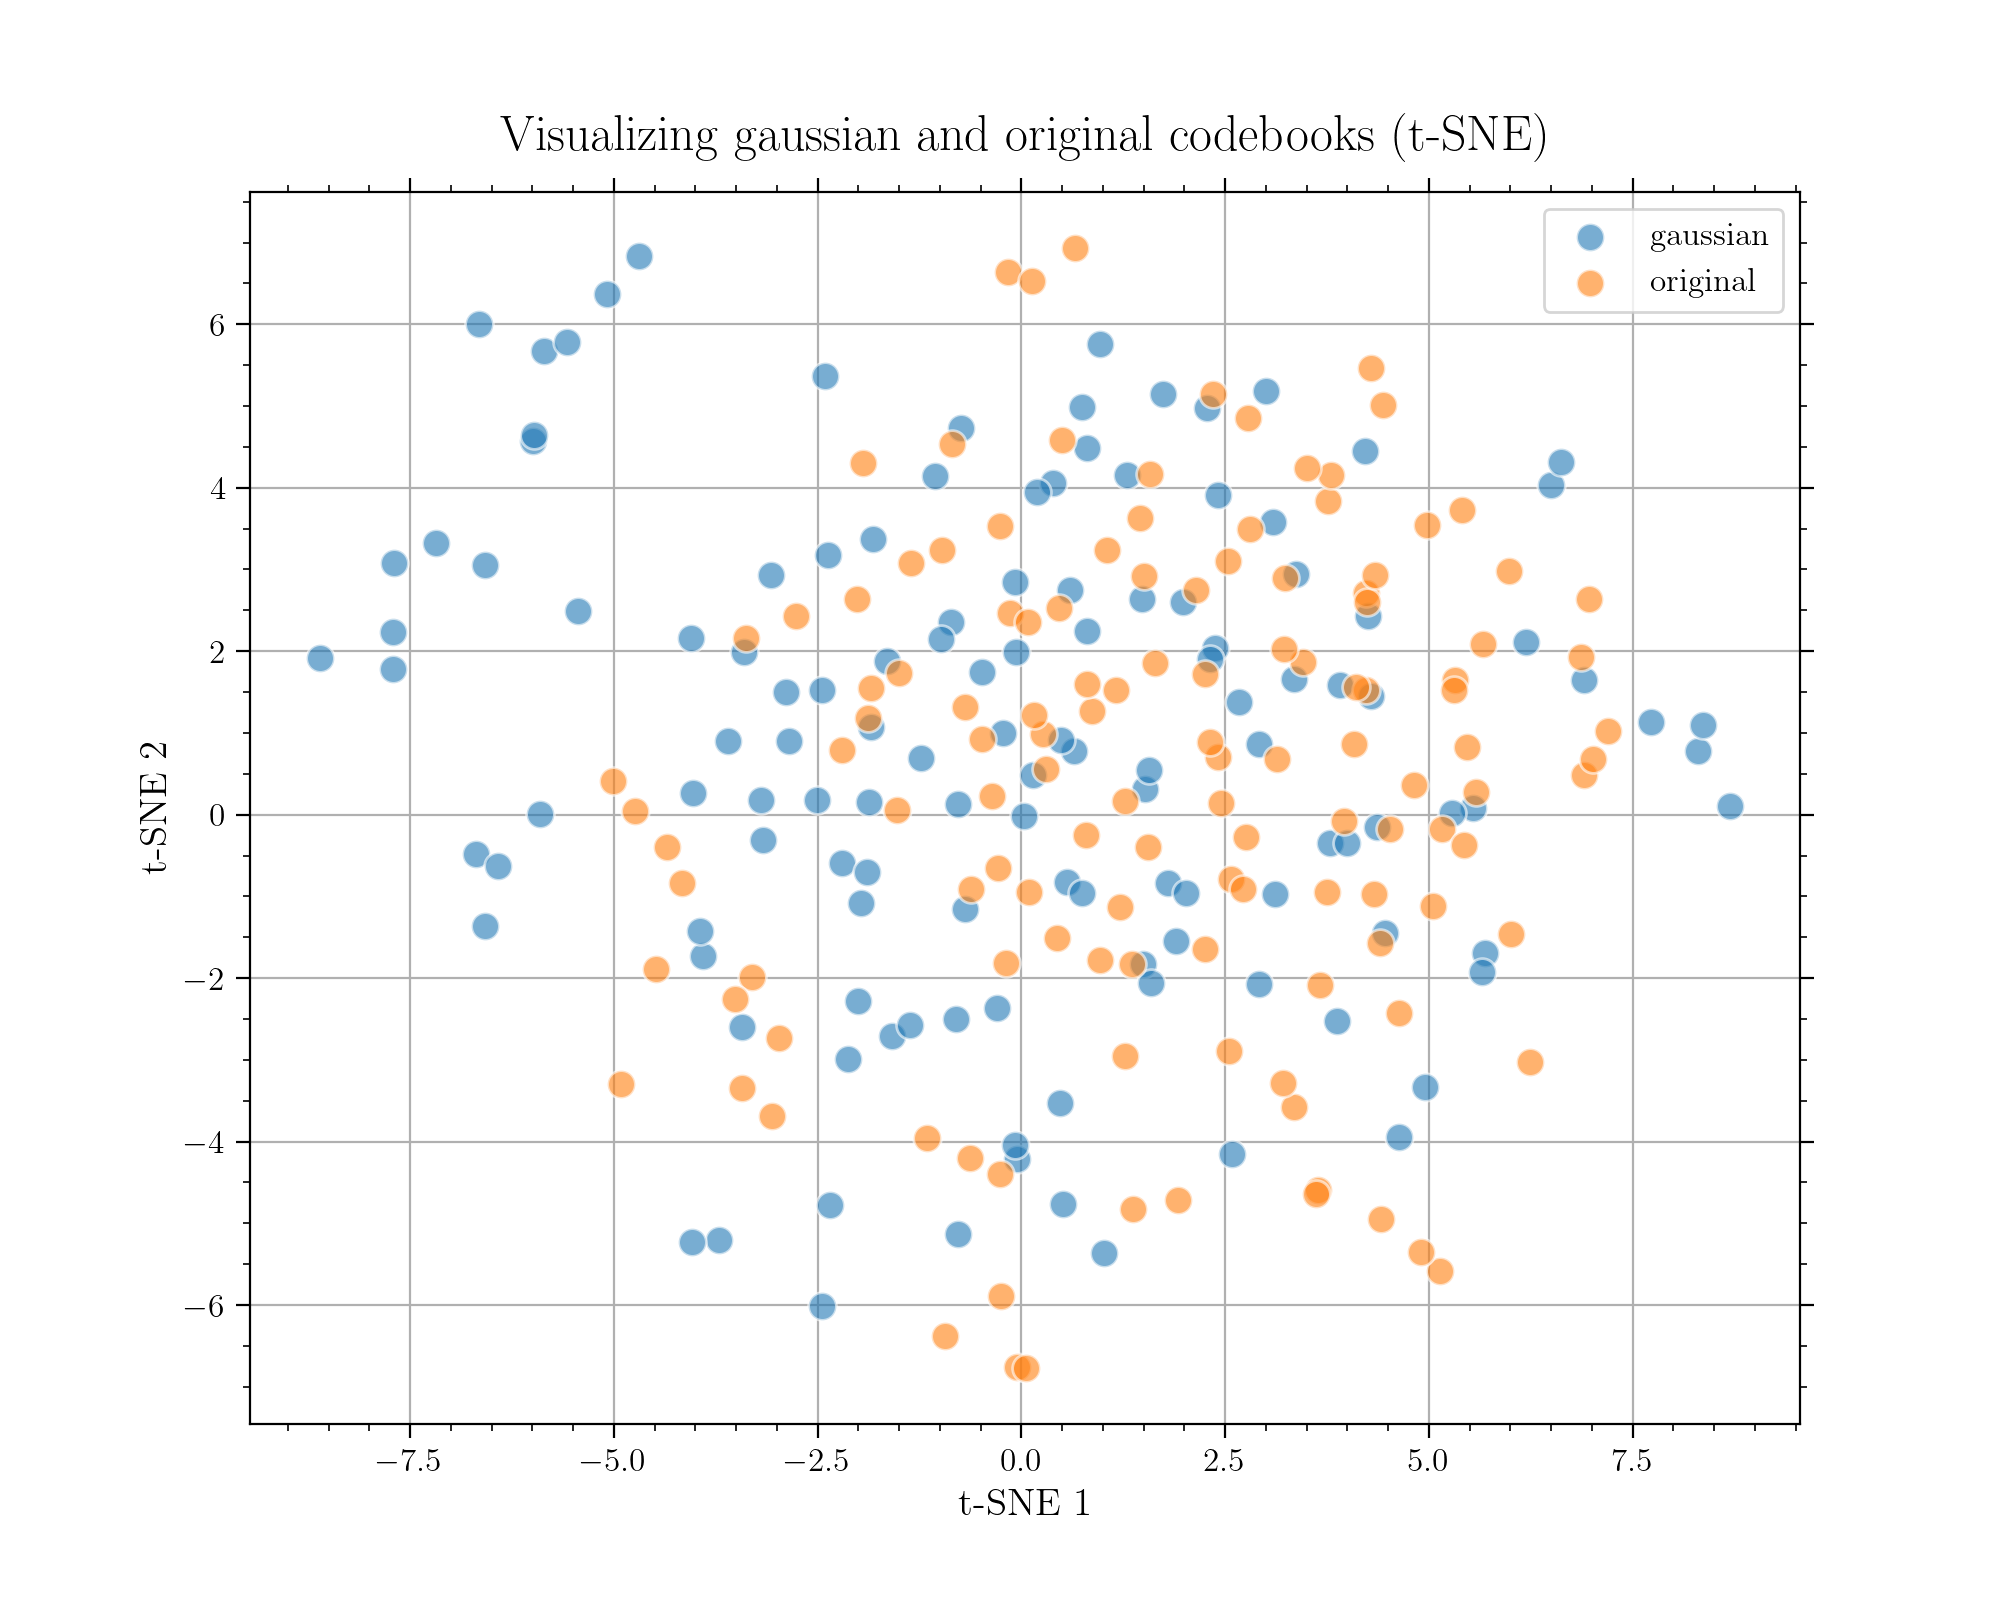 Visualizing gaussian and original codebooks (t-SNE)
gaussian
original
t-SNE 2
6
4
2
0
−2
−4
−6
−7.5 −5.0 −2.5 0.0 2.5 5.0 7.5
t-SNE 1